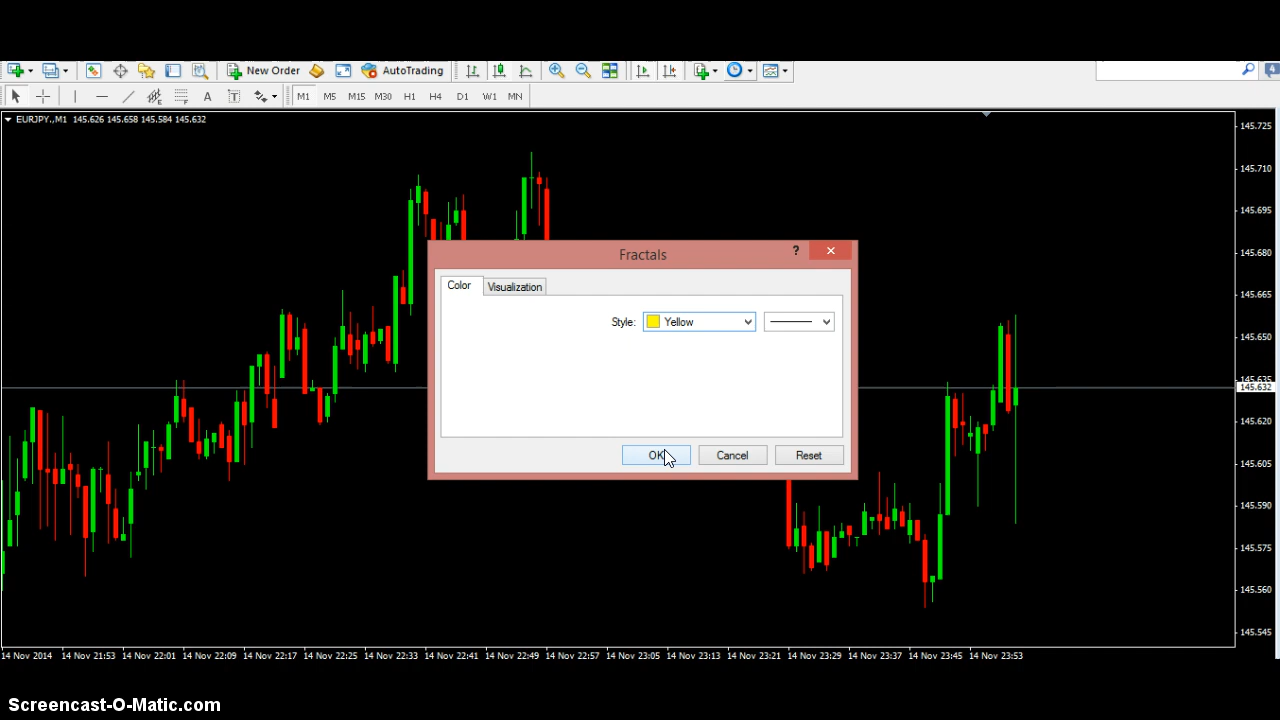 New Order AutoTrading 4
A T M1 M5 M15 M30 H1 H4 D1 W1 MN
EURJPY.,M1 145.626 145.658 145.584 145.632
145.725
145.710
145.695
145.680
145.665
145.650
145.635
145.632
145.620
145.605
145.590
145.575
145.560
145.545
Fractals ?
Color Visualization
Style: Yellow
OK Cancel Reset
14 Nov 2014 14 Nov 21:53 14 Nov 22:01 14 Nov 22:09 14 Nov 22:17 14 Nov 22:25 14 Nov 22:33 14 Nov 22:41 14 Nov 22:49 14 Nov 22:57 14 Nov 23:05 14 Nov 23:13 14 Nov 23:21 14 Nov 23:29 14 Nov 23:37 14 Nov 23:45 14 Nov 23:53
Screencast-O-Matic.com